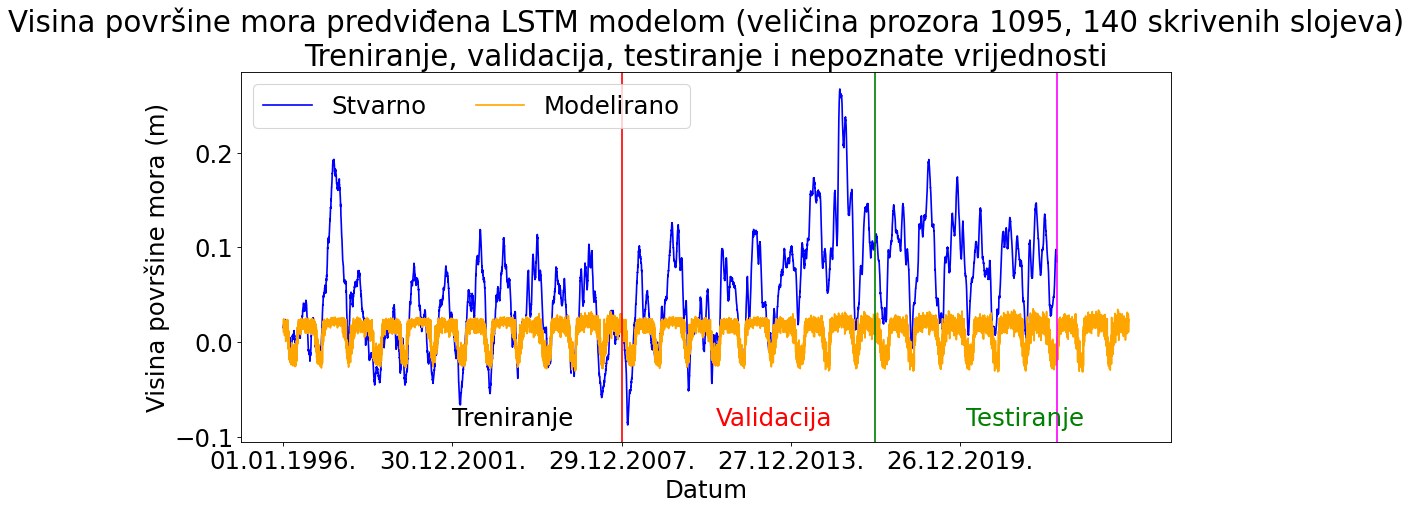 Visina površine mora predviđena LSTM modelom (veličina prozora 1095, 140 skrivenih slojeva)
Treniranje, validacija, testiranje i nepoznate vrijednosti
Stvarno
Modelirano
Visina površine mora (m)
0.2
0.1
0.0
−0.1
Treniranje
Validacija
Testiranje
01.01.1996.
30.12.2001.
29.12.2007.
27.12.2013.
26.12.2019.
Datum